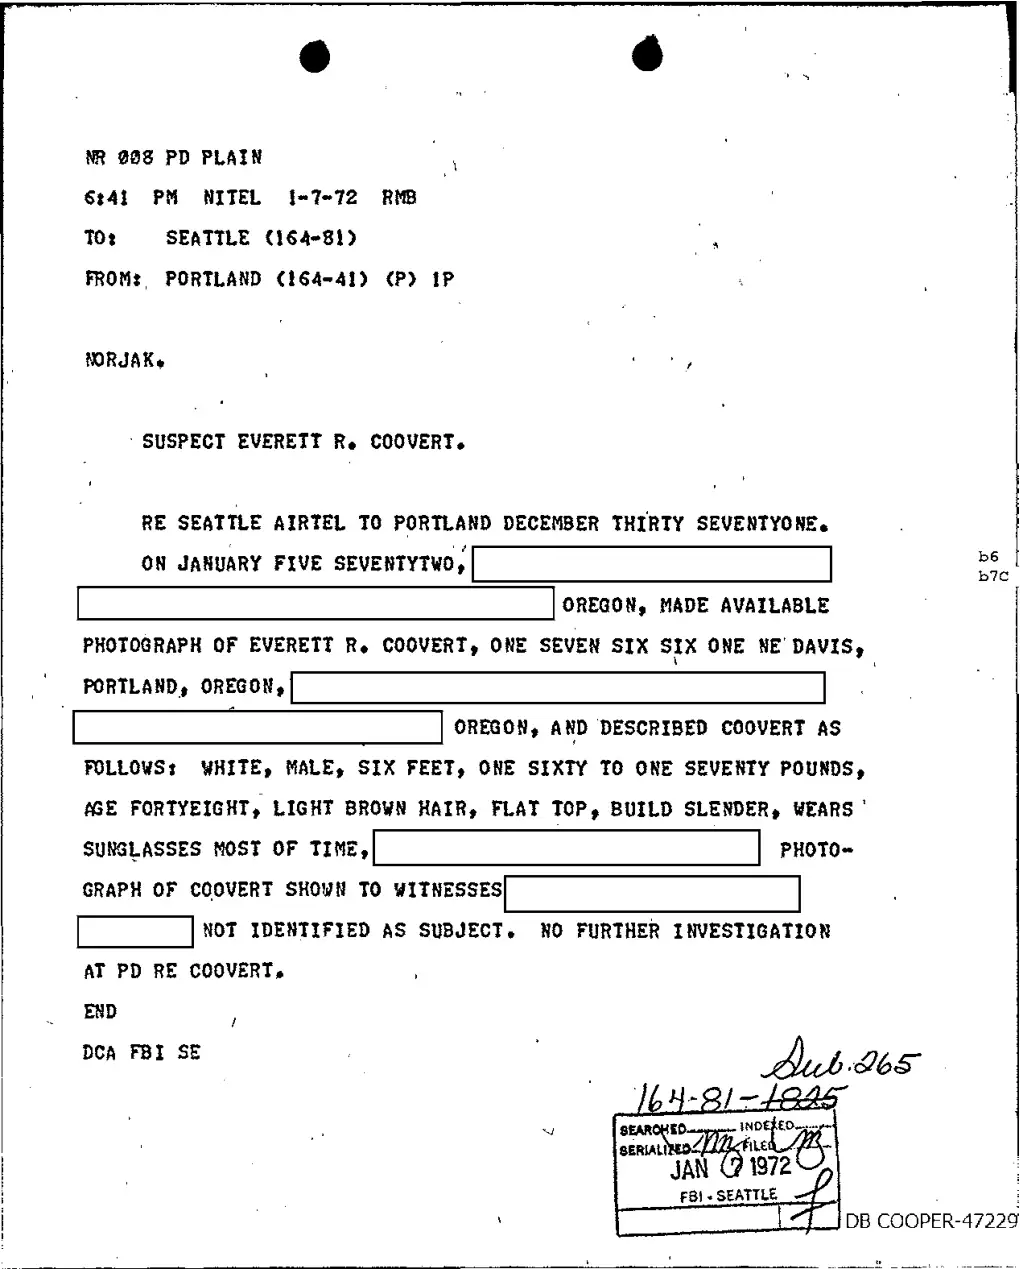 NR 008 PD PLAIN
6:41 PM NITEL 1-7-72 RMB
TO: SEATTLE (164-81)
FROM: PORTLAND (164-41) (P) 1P
NORJAK.
SUSPECT EVERETT R. COOVERT.
RE SEATTLE AIRTEL TO PORTLAND DECEMBER THIRTY SEVENTYONE.
ON JANUARY FIVE SEVENTYTWO,
b6
b7C
OREGON, MADE AVAILABLE
PHOTOGRAPH OF EVERETT R. COOVERT, ONE SEVEN SIX SIX ONE NE DAVIS,
PORTLAND, OREGON,
OREGON, AND DESCRIBED COOVERT AS
FOLLOWS: WHITE, MALE, SIX FEET, ONE SIXTY TO ONE SEVENTY POUNDS,
AGE FORTYEIGHT, LIGHT BROWN HAIR, FLAT TOP, BUILD SLENDER, WEARS
SUNGLASSES MOST OF TIME, PHOTO-
GRAPH OF COOVERT SHOWN TO WITNESSES
NOT IDENTIFIED AS SUBJECT. NO FURTHER INVESTIGATION
AT PD RE COOVERT.
END
DCA FBI SE
Sub.265
164-81-1825
SEARCHED INDEXED
SERIALIZED FILED
JAN 7 1972
FBI - SEATTLE
DB COOPER-47229